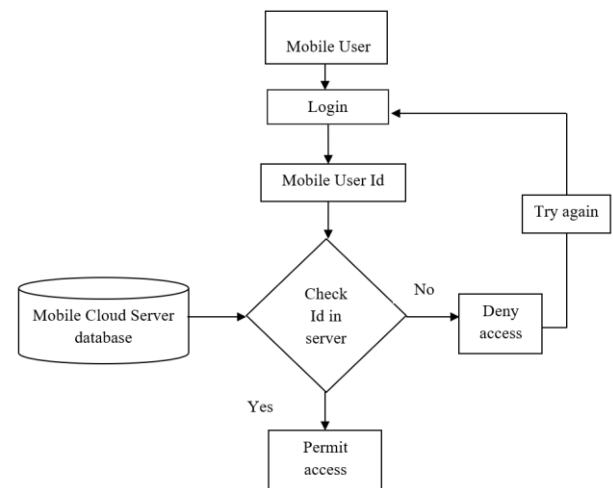 Mobile User
Login
Mobile User Id
Try again
Check
Id in
server
No
Mobile Cloud Server
database
Deny
access
Yes
Permit
access